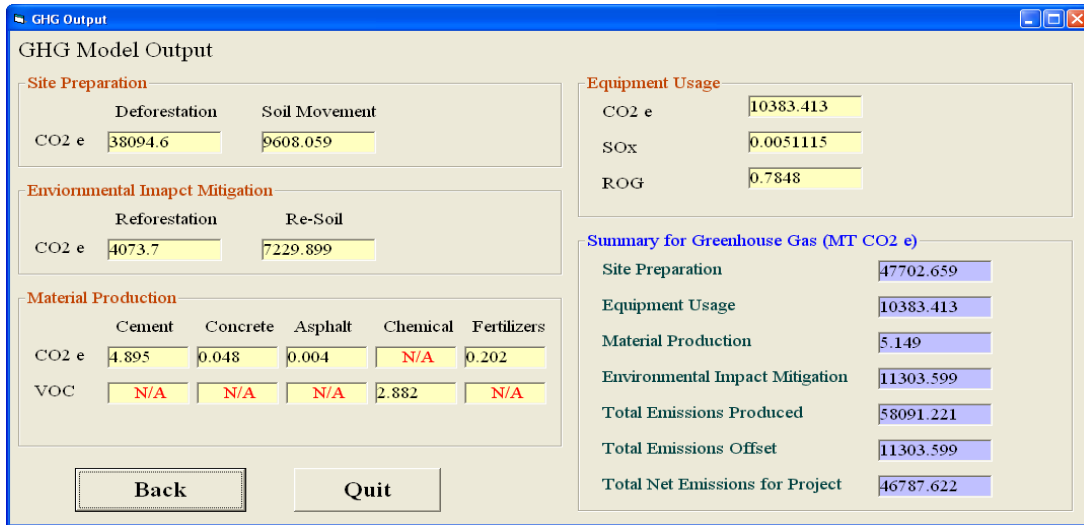 GHG Output
GHG Model Output
Site Preparation
Deforestation Soil Movement
CO2 e 38094.6 9608.059
Enviornmental Imapct Mitigation
Reforestation Re-Soil
CO2 e 4073.7 7229.899
Material Production
Cement Concrete Asphalt Chemical Fertilizers
CO2 e 4.895 0.048 0.004 N/A 0.202
VOC N/A N/A N/A 2.882 N/A
Back Quit
Equipment Usage
CO2 e 10383.413
SOx 0.0051115
ROG 0.7848
Summary for Greenhouse Gas (MT CO2 e)
Site Preparation 47702.659
Equipment Usage 10383.413
Material Production 5.149
Environmental Impact Mitigation 11303.599
Total Emissions Produced 58091.221
Total Emissions Offset 11303.599
Total Net Emissions for Project 46787.622